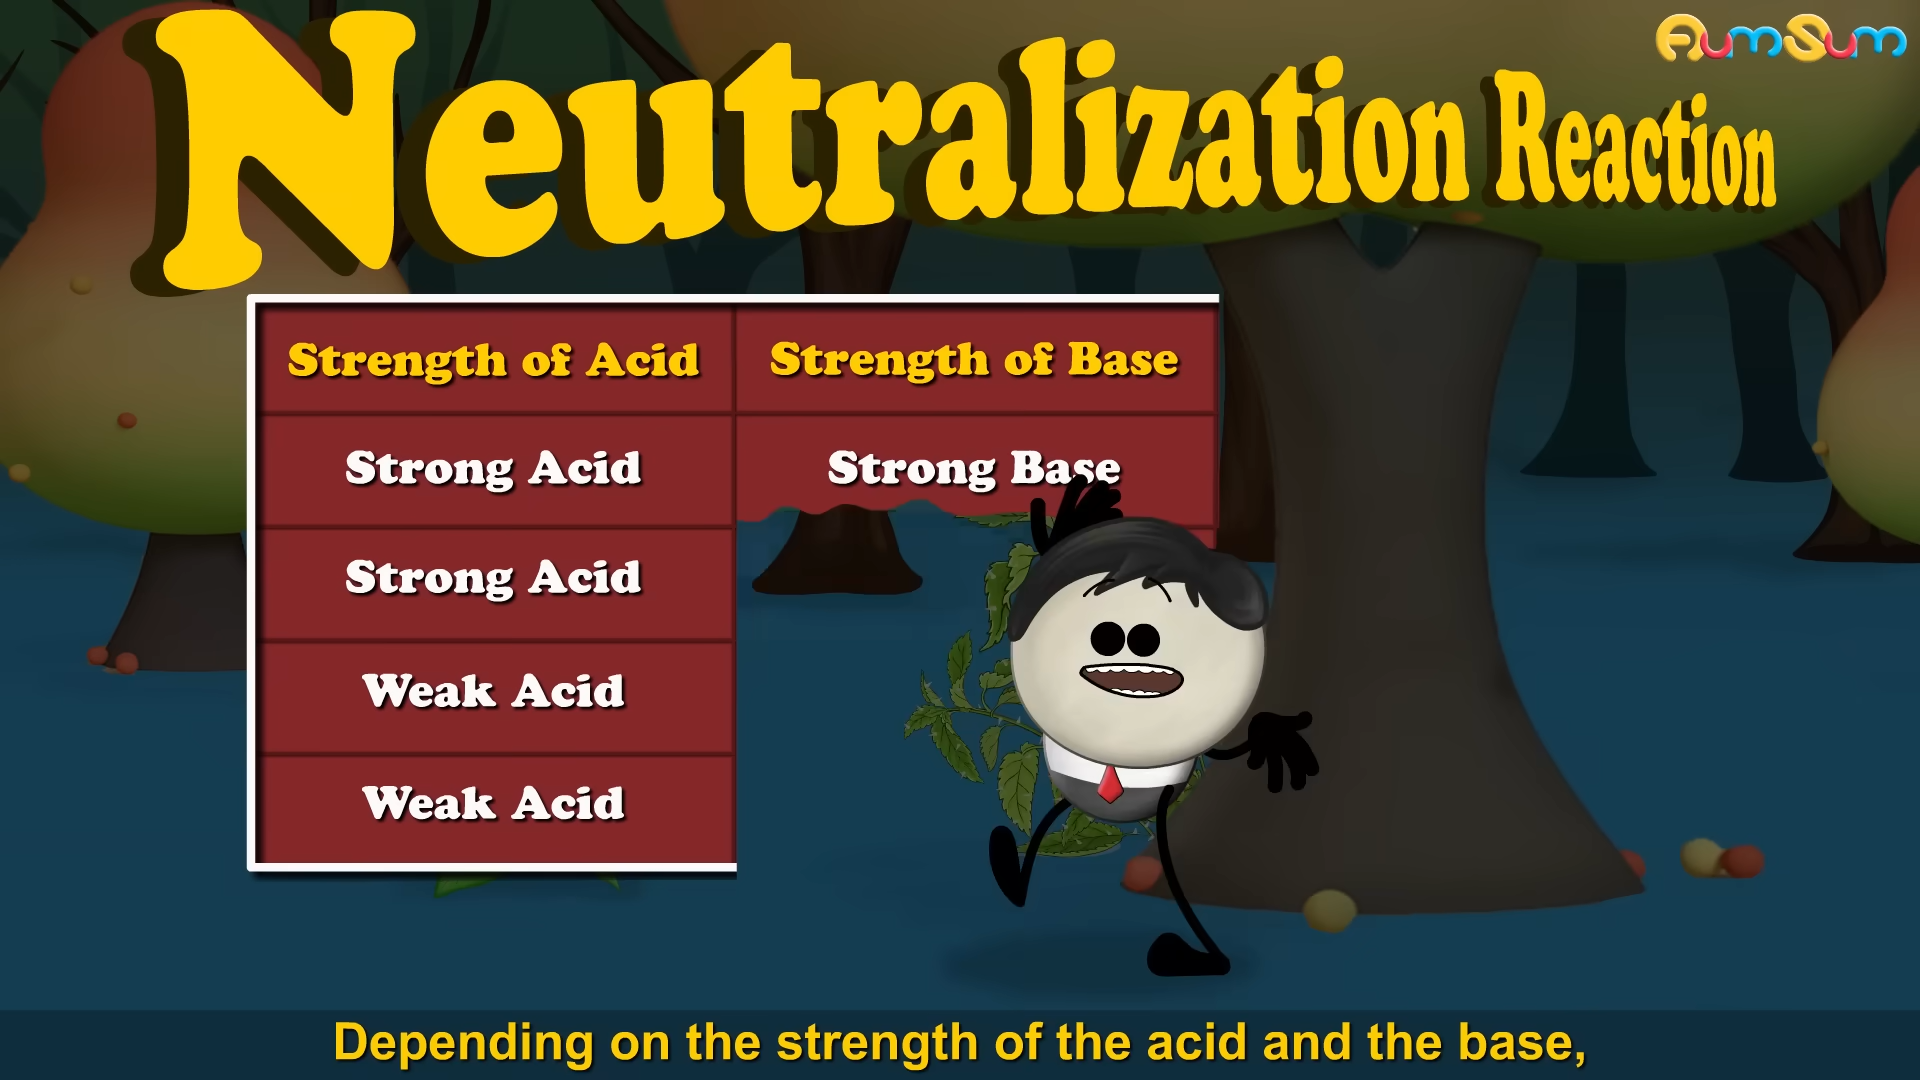 AumSum
Neutralization Reaction
Strength of Acid
Strength of Base
Strong Acid
Strong Base
Strong Acid
Weak Acid
Weak Acid
Depending on the strength of the acid and the base,